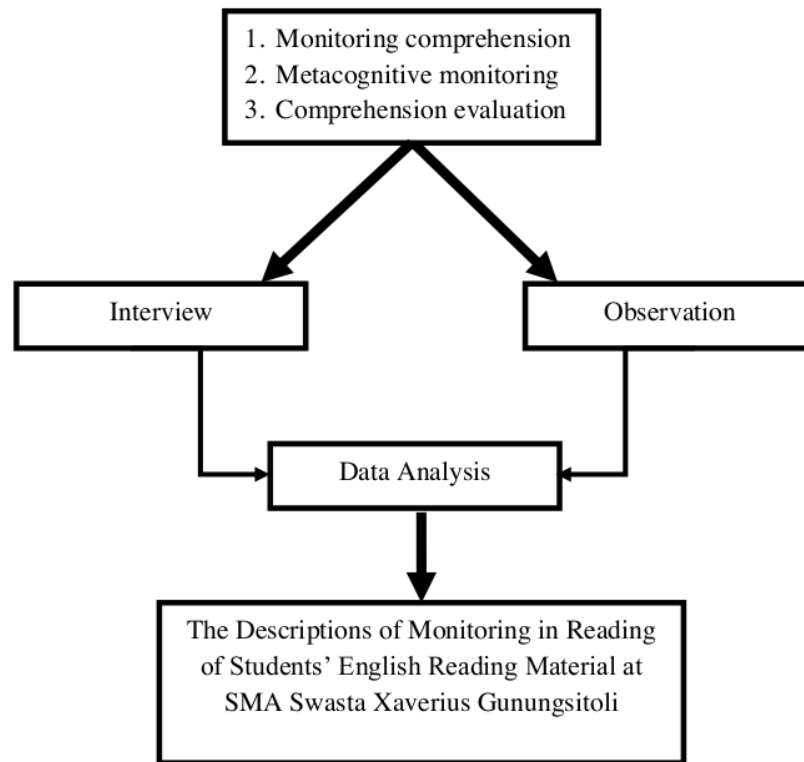 1. Monitoring comprehension
2. Metacognitive monitoring
3. Comprehension evaluation
Interview
Observation
Data Analysis
The Descriptions of Monitoring in Reading
of Students’ English Reading Material at
SMA Swasta Xaverius Gunungsitoli